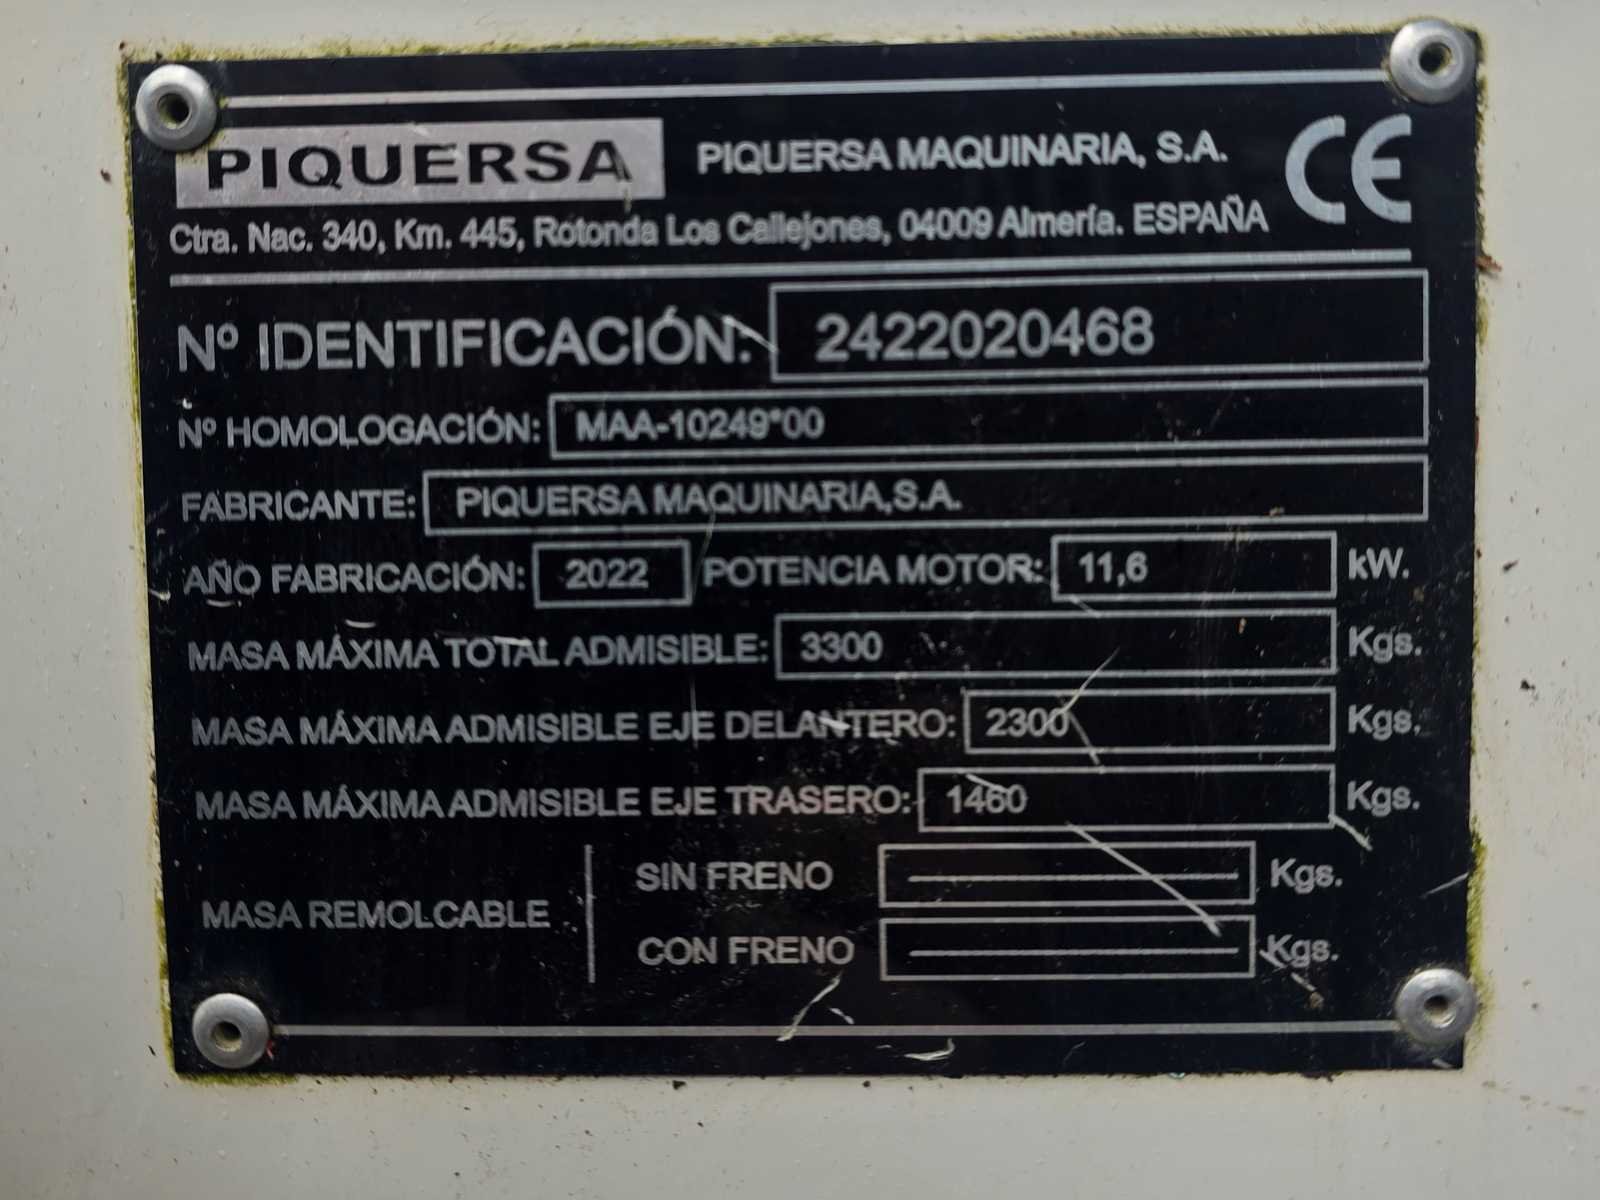 PIQUERSA PIQUERSA MAQUINARIA, S.A. CE
Ctra. Nac. 340, Km. 445, Rotonda Los Callejones, 04009 Almería. ESPAÑA
Nº IDENTIFICACIÓN: 2422020468
Nº HOMOLOGACIÓN: MAA-10249*00
FABRICANTE: PIQUERSA MAQUINARIA,S.A.
AÑO FABRICACIÓN: 2022 POTENCIA MOTOR: 11,6 kW.
MASA MÁXIMA TOTAL ADMISIBLE: 3300 Kgs.
MASA MÁXIMA ADMISIBLE EJE DELANTERO: 2300 Kgs.
MASA MÁXIMA ADMISIBLE EJE TRASERO: 1460 Kgs.
SIN FRENO Kgs.
MASA REMOLCABLE
CON FRENO Kgs.